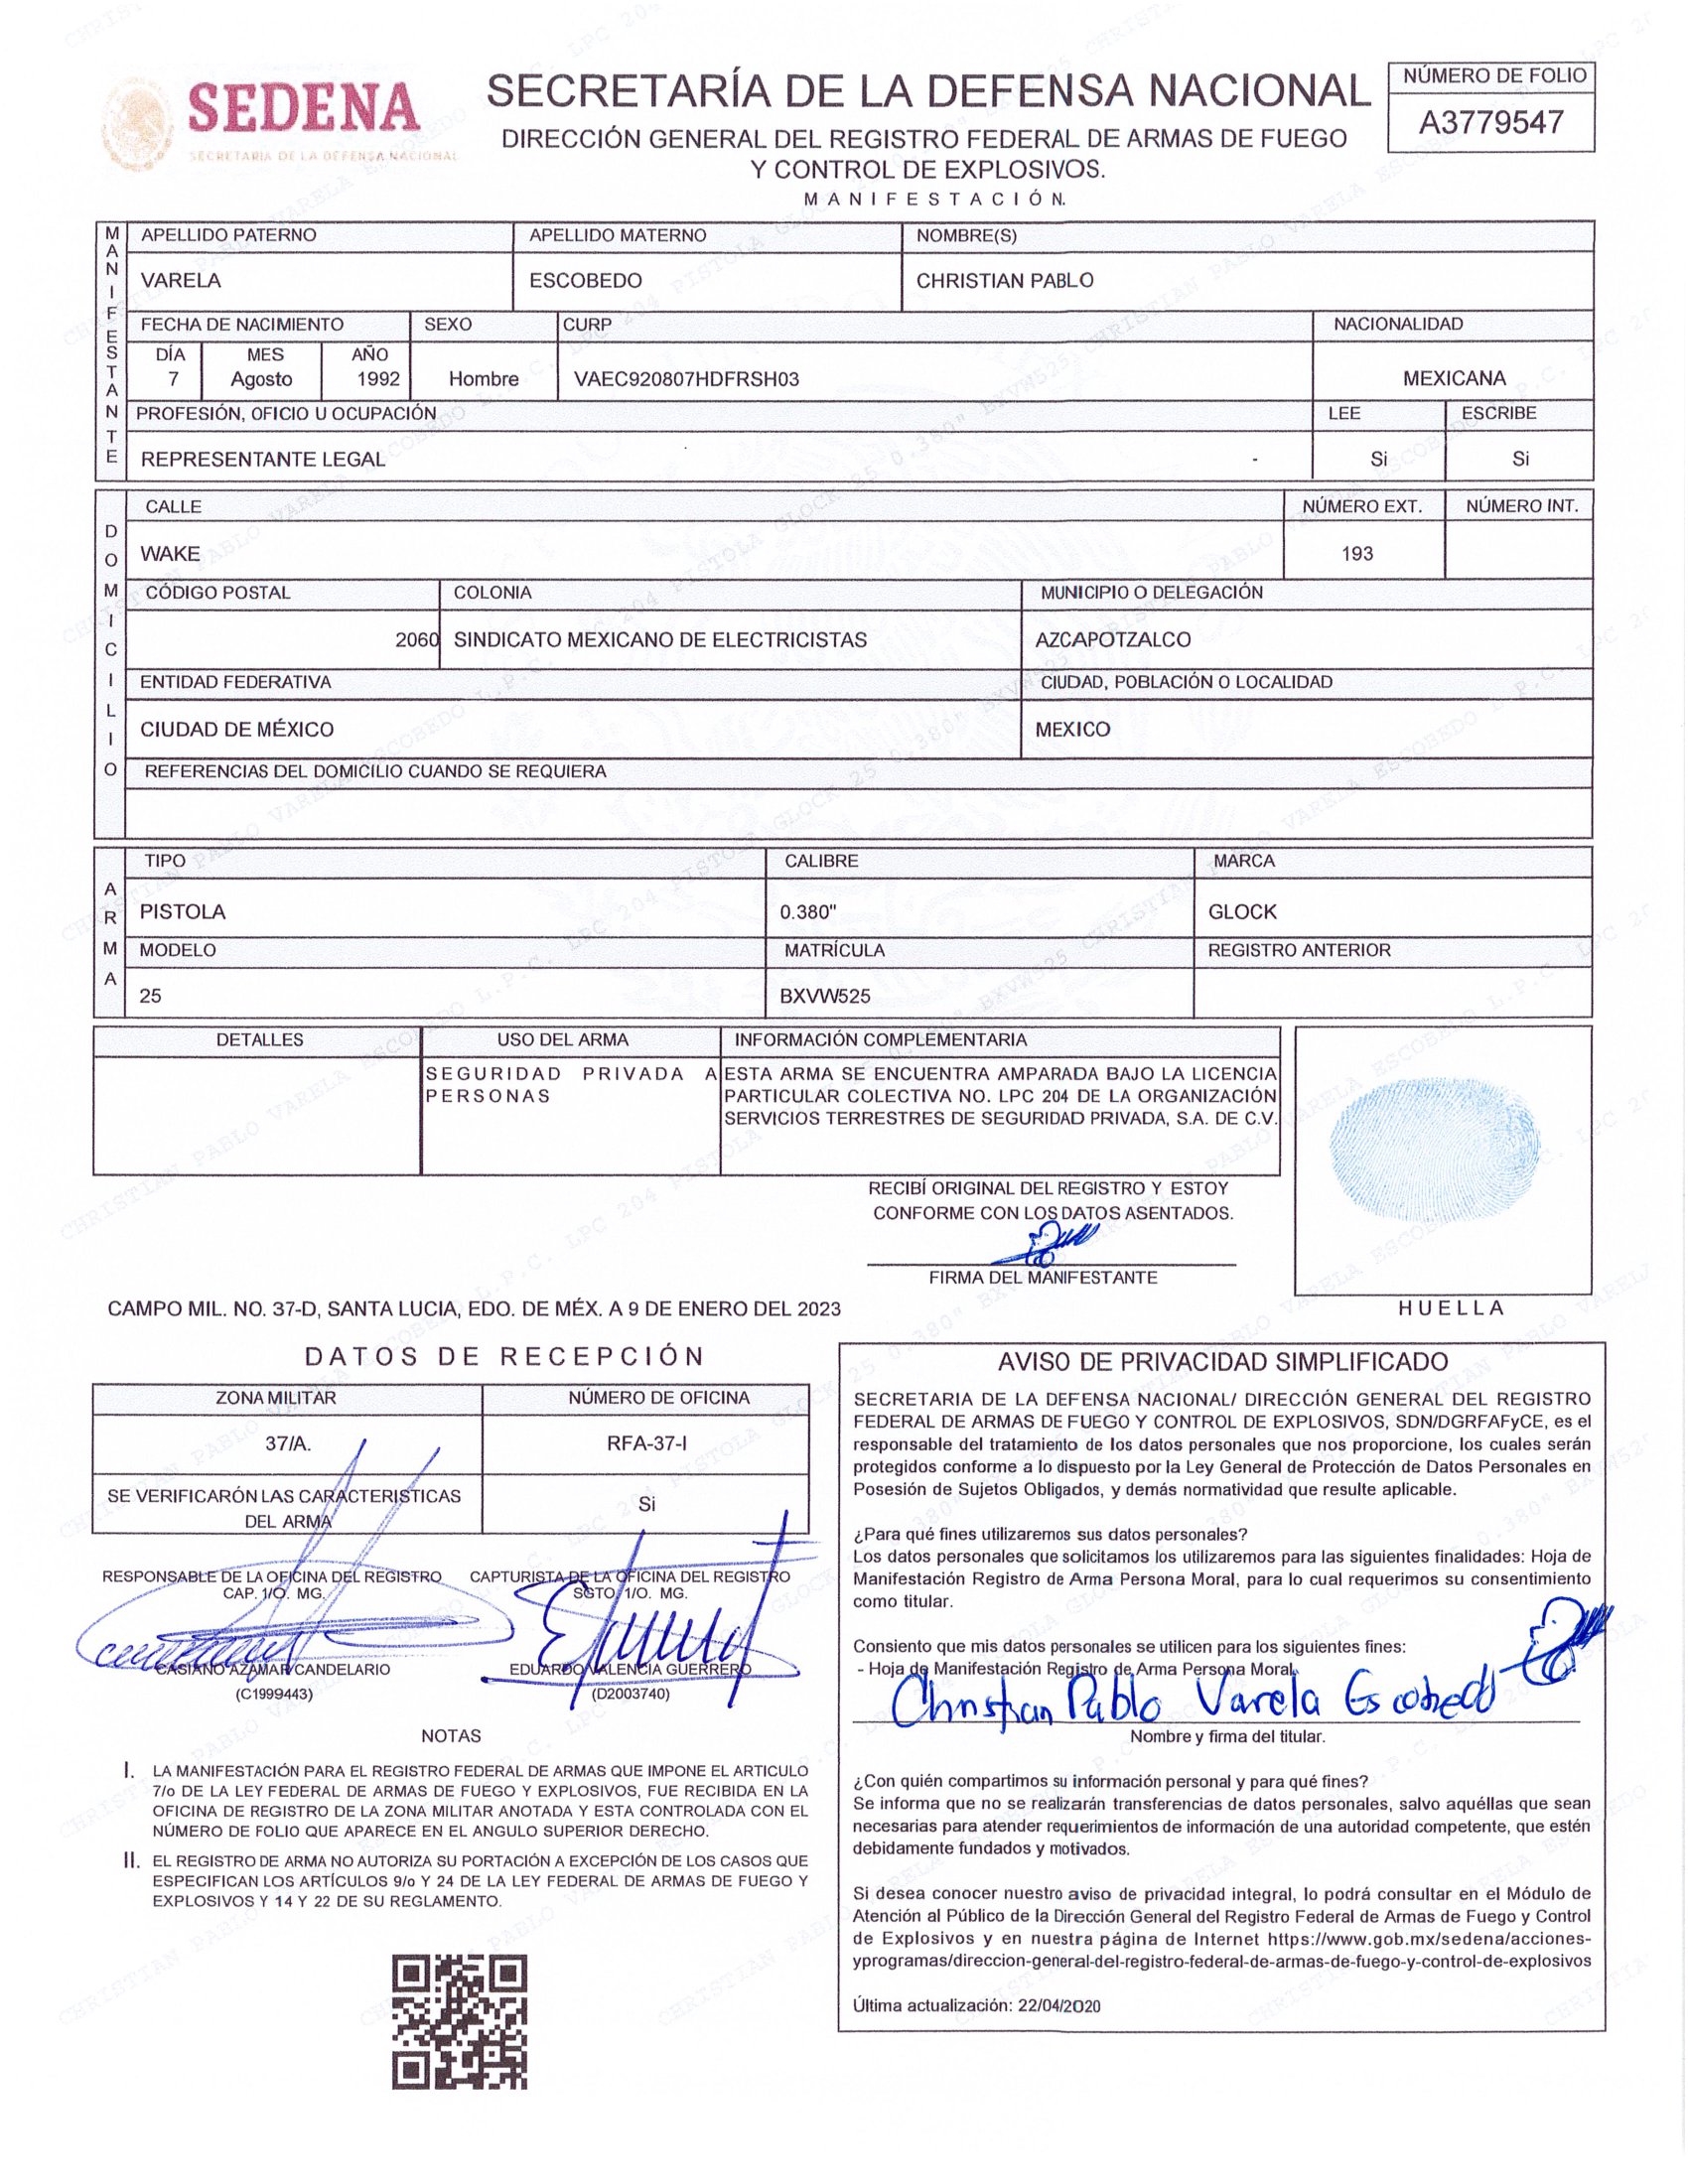 SEDENA
SECRETARÍA DE LA DEFENSA NACIONAL
SECRETARÍA DE LA DEFENSA NACIONAL
DIRECCIÓN GENERAL DEL REGISTRO FEDERAL DE ARMAS DE FUEGO
Y CONTROL DE EXPLOSIVOS.
MANIFESTACIÓN.
NÚMERO DE FOLIO
A3779547
MANIFESTANTE
APELLIDO PATERNO APELLIDO MATERNO NOMBRE(S)
VARELA ESCOBEDO CHRISTIAN PABLO
FECHA DE NACIMIENTO SEXO CURP NACIONALIDAD
DÍA MES AÑO
7 Agosto 1992 Hombre VAEC920807HDFRSH03 MEXICANA
PROFESIÓN, OFICIO U OCUPACIÓN LEE ESCRIBE
REPRESENTANTE LEGAL - Si Si
DOMICILIO
CALLE NÚMERO EXT. NÚMERO INT.
WAKE 193
CÓDIGO POSTAL COLONIA MUNICIPIO O DELEGACIÓN
2060 SINDICATO MEXICANO DE ELECTRICISTAS AZCAPOTZALCO
ENTIDAD FEDERATIVA CIUDAD, POBLACIÓN O LOCALIDAD
CIUDAD DE MÉXICO MEXICO
REFERENCIAS DEL DOMICILIO CUANDO SE REQUIERA
ARMA
TIPO CALIBRE MARCA
PISTOLA 0.380" GLOCK
MODELO MATRÍCULA REGISTRO ANTERIOR
25 BXVW525
DETALLES USO DEL ARMA INFORMACIÓN COMPLEMENTARIA
SEGURIDAD PRIVADA A ESTA ARMA SE ENCUENTRA AMPARADA BAJO LA LICENCIA
PERSONAS PARTICULAR COLECTIVA NO. LPC 204 DE LA ORGANIZACIÓN
SERVICIOS TERRESTRES DE SEGURIDAD PRIVADA, S.A. DE C.V.
RECIBÍ ORIGINAL DEL REGISTRO Y ESTOY
CONFORME CON LOS DATOS ASENTADOS.
FIRMA DEL MANIFESTANTE
HUELLA
CAMPO MIL. NO. 37-D, SANTA LUCIA, EDO. DE MÉX. A 9 DE ENERO DEL 2023
DATOS DE RECEPCIÓN
ZONA MILITAR NÚMERO DE OFICINA
37/A. RFA-37-I
SE VERIFICARÓN LAS CARACTERISTICAS
DEL ARMA Si
RESPONSABLE DE LA OFICINA DEL REGISTRO
CAP. 1/O. MG.
CASIANO AZAMAR CANDELARIO
(C1999443)
CAPTURISTA DE LA OFICINA DEL REGISTRO
SGTO. 1/O. MG.
EDUARDO VALENCIA GUERRERO
(D2003740)
NOTAS
I. LA MANIFESTACIÓN PARA EL REGISTRO FEDERAL DE ARMAS QUE IMPONE EL ARTICULO
7/o DE LA LEY FEDERAL DE ARMAS DE FUEGO Y EXPLOSIVOS, FUE RECIBIDA EN LA
OFICINA DE REGISTRO DE LA ZONA MILITAR ANOTADA Y ESTA CONTROLADA CON EL
NÚMERO DE FOLIO QUE APARECE EN EL ANGULO SUPERIOR DERECHO.
II. EL REGISTRO DE ARMA NO AUTORIZA SU PORTACIÓN A EXCEPCIÓN DE LOS CASOS QUE
ESPECIFICAN LOS ARTÍCULOS 9/o Y 24 DE LA LEY FEDERAL DE ARMAS DE FUEGO Y
EXPLOSIVOS Y 14 Y 22 DE SU REGLAMENTO.
AVISO DE PRIVACIDAD SIMPLIFICADO
SECRETARIA DE LA DEFENSA NACIONAL/ DIRECCIÓN GENERAL DEL REGISTRO
FEDERAL DE ARMAS DE FUEGO Y CONTROL DE EXPLOSIVOS, SDN/DGRFAFyCE, es el
responsable del tratamiento de los datos personales que nos proporcione, los cuales serán
protegidos conforme a lo dispuesto por la Ley General de Protección de Datos Personales en
Posesión de Sujetos Obligados, y demás normatividad que resulte aplicable.
¿Para qué fines utilizaremos sus datos personales?
Los datos personales que solicitamos los utilizaremos para las siguientes finalidades: Hoja de
Manifestación Registro de Arma Persona Moral, para lo cual requerimos su consentimiento
como titular.
Consiento que mis datos personales se utilicen para los siguientes fines:
- Hoja de Manifestación Registro de Arma Persona Moral.
Christian Pablo Varela Escobedo
Nombre y firma del titular.
¿Con quién compartimos su información personal y para qué fines?
Se informa que no se realizarán transferencias de datos personales, salvo aquéllas que sean
necesarias para atender requerimientos de información de una autoridad competente, que estén
debidamente fundados y motivados.
Si desea conocer nuestro aviso de privacidad integral, lo podrá consultar en el Módulo de
Atención al Público de la Dirección General del Registro Federal de Armas de Fuego y Control
de Explosivos y en nuestra página de Internet https://www.gob.mx/sedena/acciones-
yprogramas/direccion-general-del-registro-federal-de-armas-de-fuego-y-control-de-explosivos
Última actualización: 22/04/2020